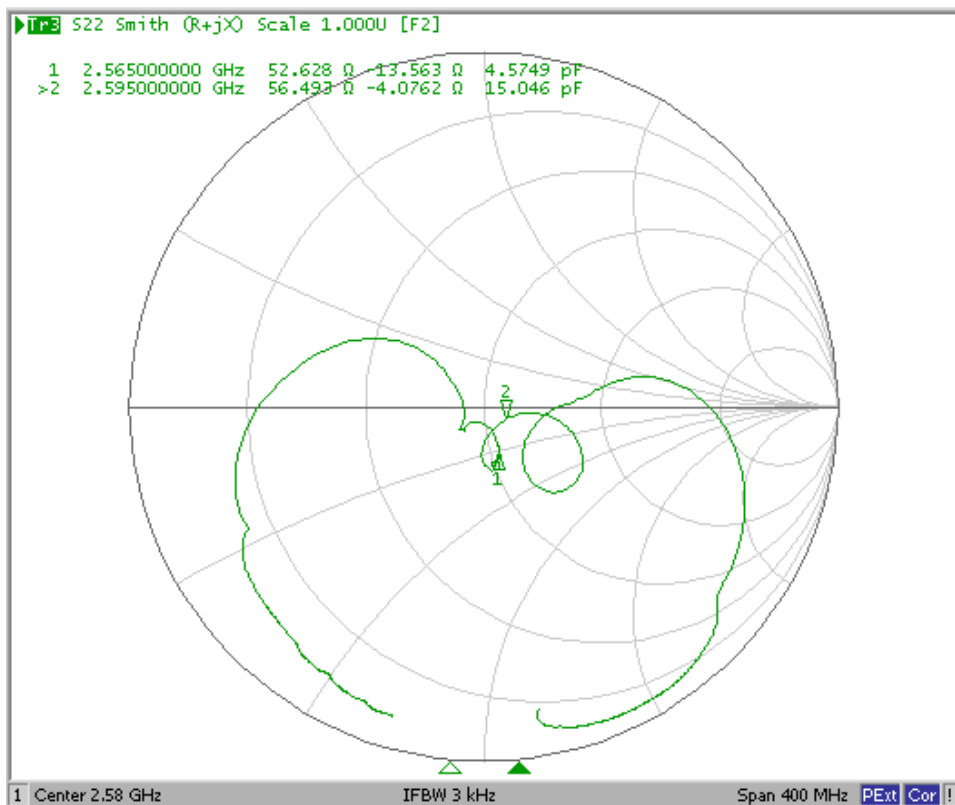 Tr3 S22 Smith (R+jX) Scale 1.000U [F2]
1 2.565000000 GHz 52.628 Ω -13.563 Ω 4.5749 pF
>2 2.595000000 GHz 56.493 Ω -4.0762 Ω 15.046 pF
2
1
1 Center 2.58 GHz IFBW 3 kHz Span 400 MHz PExt Cor !